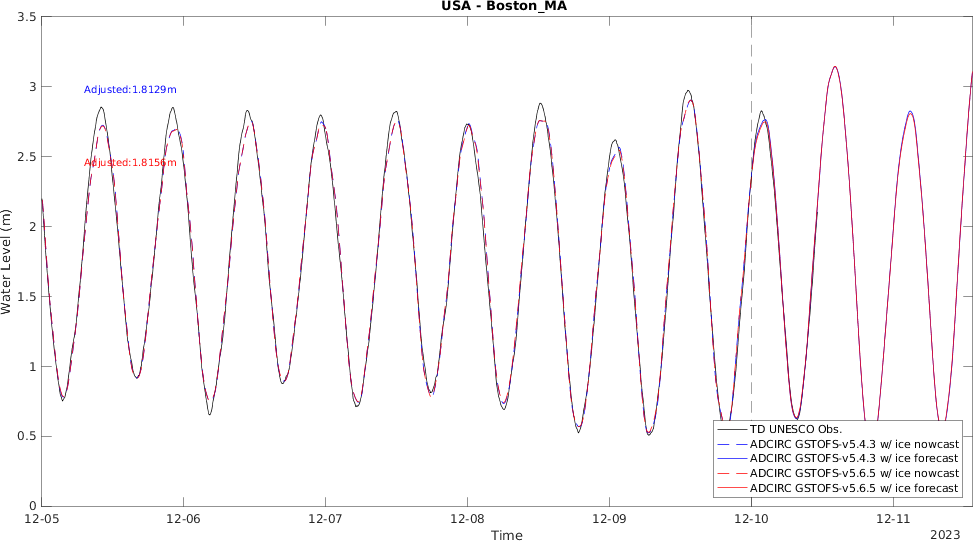 USA - Boston_MA
3.5
3
2.5
2
1.5
1
0.5
0
Water Level (m)
Adjusted:1.8129m
Adjusted:1.8156m
TD UNESCO Obs.
ADCIRC GSTOFS-v5.4.3 w/ ice nowcast
ADCIRC GSTOFS-v5.4.3 w/ ice forecast
ADCIRC GSTOFS-v5.6.5 w/ ice nowcast
ADCIRC GSTOFS-v5.6.5 w/ ice forecast
12-05 12-06 12-07 12-08 12-09 12-10 12-11
Time
2023